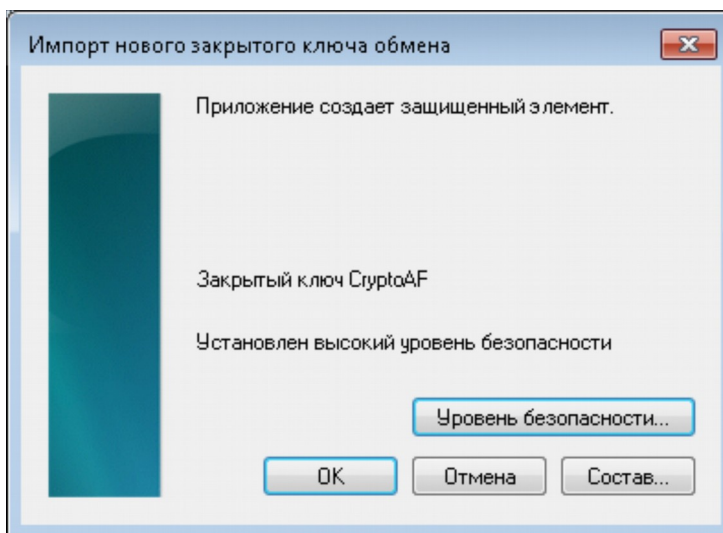 Импорт нового закрытого ключа обмена
Приложение создает защищенный элемент.
Закрытый ключ CryptoAF
Установлен высокий уровень безопасности
Уровень безопасности...
OK
Отмена
Состав...